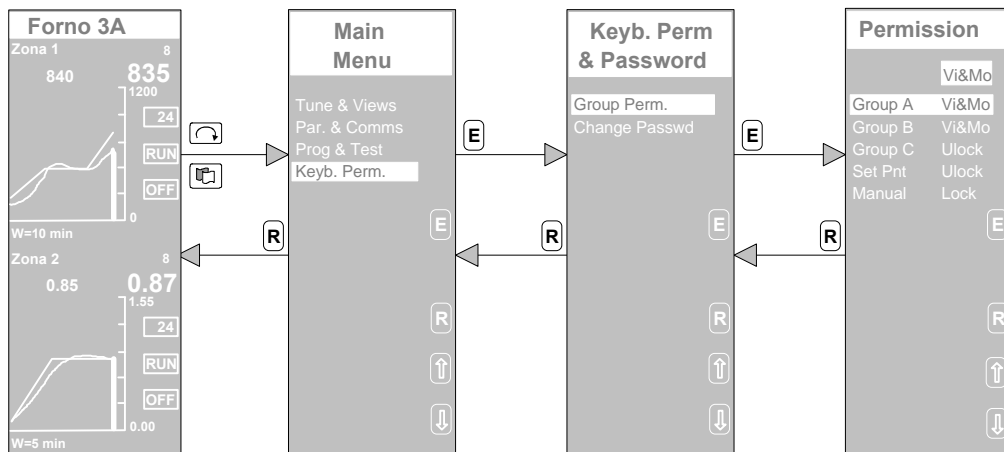 Forno 3A
Zona 1 8
840 835
1200
24
RUN
OFF
0
W=10 min
Zona 2 8
0.85 0.87
1.55
24
RUN
OFF
0.00
W=5 min
R
Main
Menu
Tune & Views
Par. & Comms
Prog & Test
Keyb. Perm.
E
R
E
R
Keyb. Perm
& Password
Group Perm.
Change Passwd
E
R
E
R
Permission
Vi&Mo
Group A Vi&Mo
Group B Vi&Mo
Group C Ulock
Set Pnt Ulock
Manual Lock
E
R